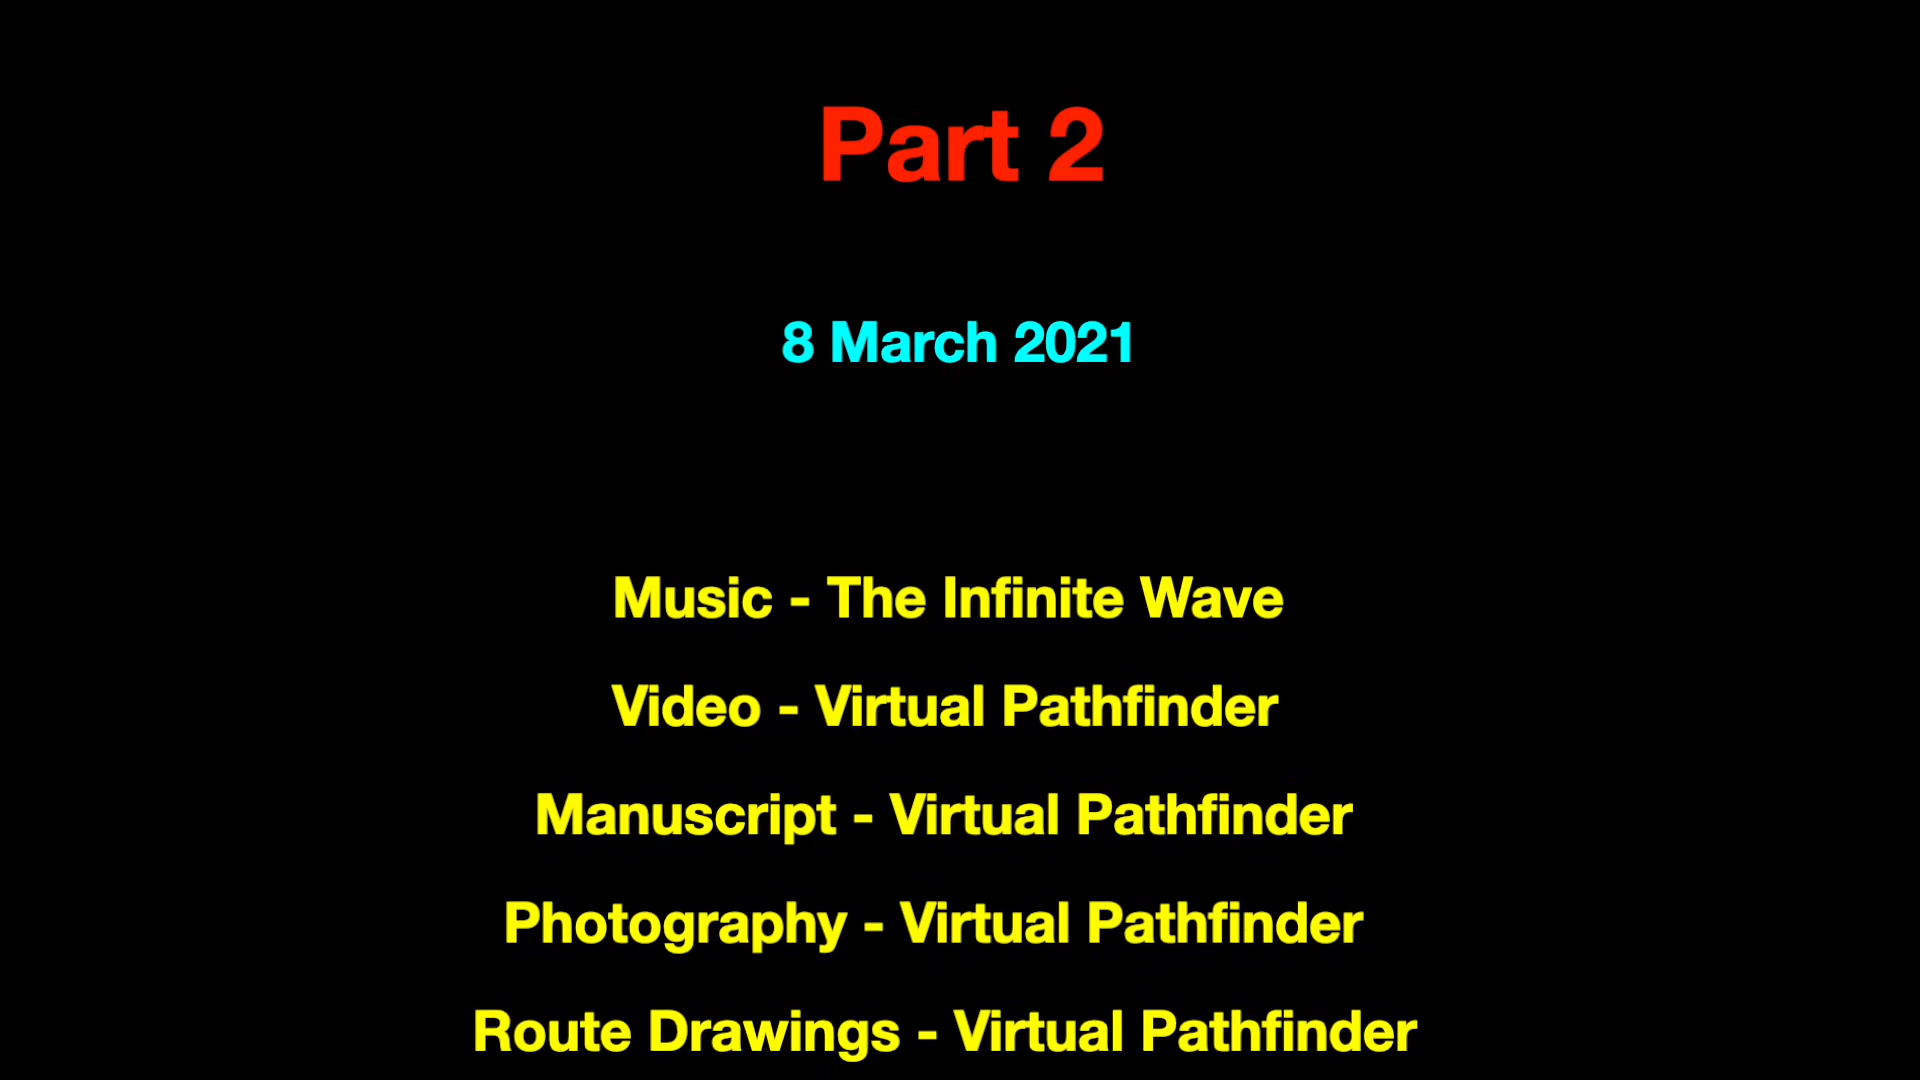 Part 2
8 March 2021
Music - The Infinite Wave
Video - Virtual Pathfinder
Manuscript - Virtual Pathfinder
Photography - Virtual Pathfinder
Route Drawings - Virtual Pathfinder